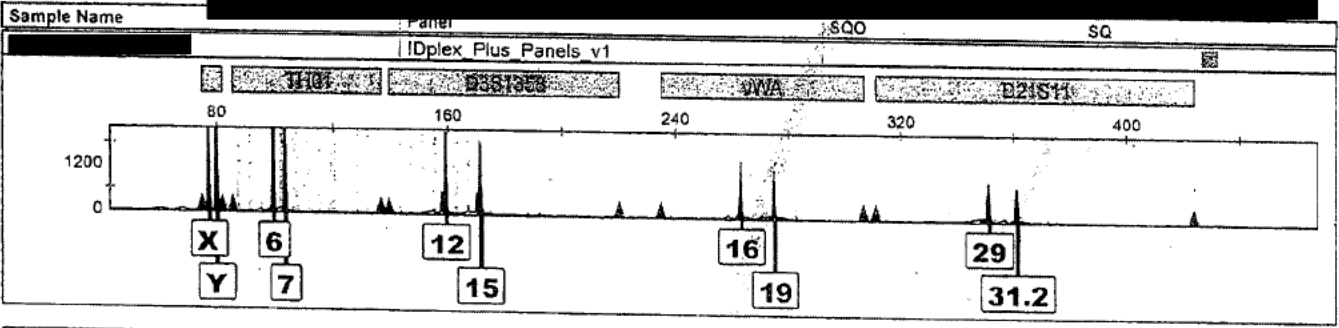 Sample Name Panel SQO SQ
IDplex_Plus_Panels_v1
TH01 D3S1358 vWA D21S11
80 160 240 320 400
1200
0
X 6 12 16 29
Y 7 15 19 31.2